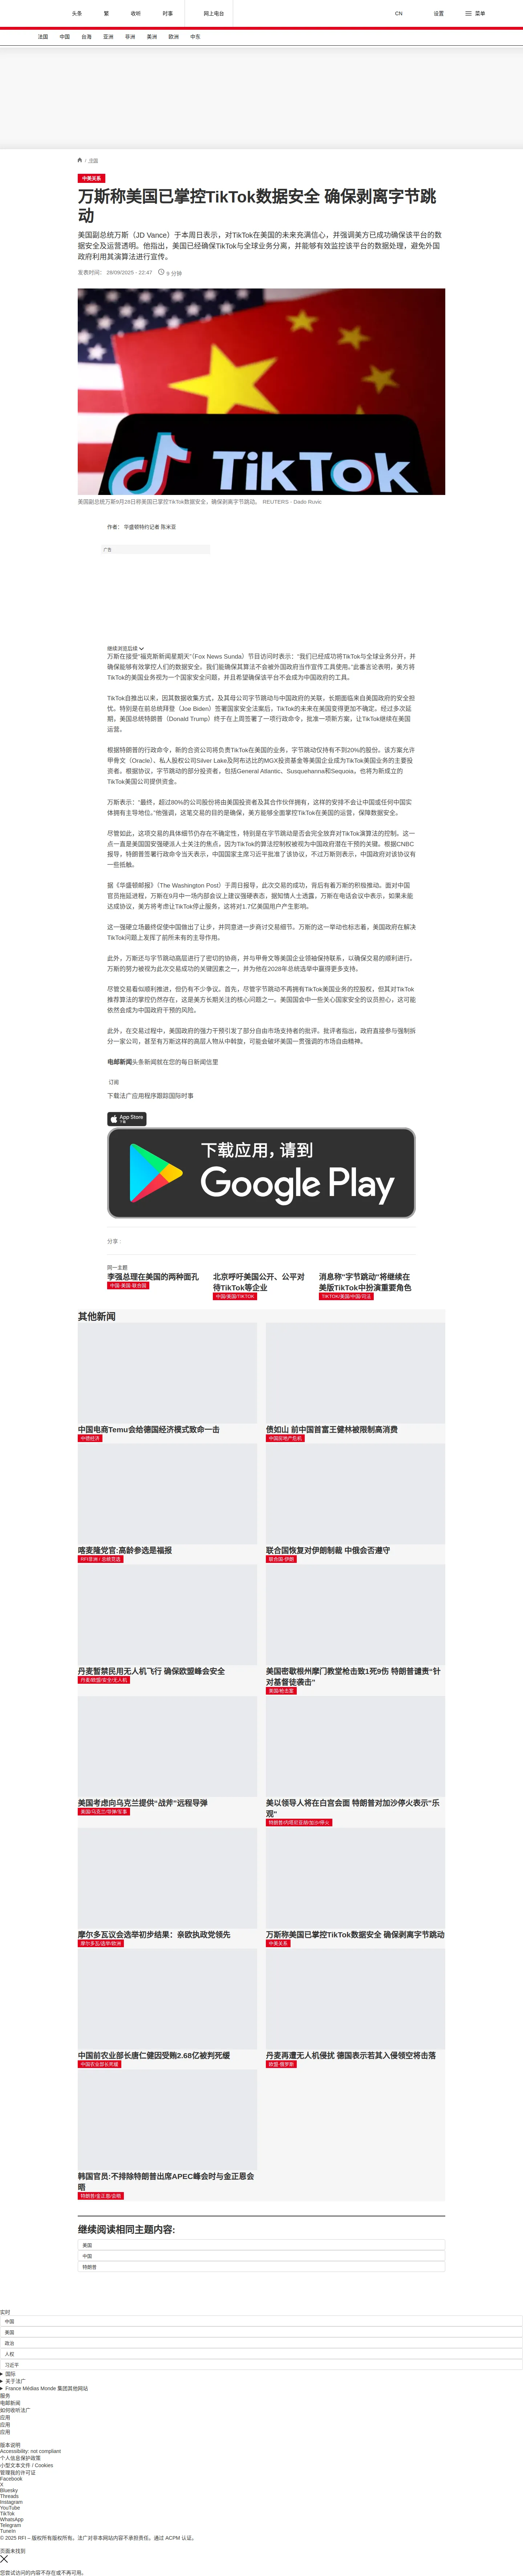 头条
繁
收听
时事
网上电台
CN
设置
菜单
法国
中国
台海
亚洲
非洲
美洲
欧洲
中东
/ 中国
中美关系
万斯称美国已掌控TikTok数据安全 确保剥离字节跳
动
美国副总统万斯（JD Vance）于本周日表示，对TikTok在美国的未来充满信心，并强调美方已成功确保该平台的数
据安全及运营透明。他指出，美国已经确保TikTok与全球业务分离，并能够有效监控该平台的数据处理，避免外国
政府利用其演算法进行宣传。
发表时间： 28/09/2025 - 22:47
9 分钟
TikTok
美国副总统万斯9月28日称美国已掌控TikTok数据安全，确保剥离字节跳动。 REUTERS - Dado Ruvic
作者： 华盛顿特约记者 陈米亚
广告
继续浏览后续
万斯在接受“福克斯新闻星期天”（Fox News Sunda）节目访问时表示：“我们已经成功将TikTok与全球业务分开，并
确保能够有效掌控人们的数据安全。我们能确保其算法不会被外国政府当作宣传工具使用。”此番言论表明，美方将
TikTok的美国业务视为一个国家安全问题，并且希望确保该平台不会成为中国政府的工具。
TikTok自推出以来，因其数据收集方式，及其母公司字节跳动与中国政府的关联，长期面临来自美国政府的安全担
忧。特别是在前总统拜登（Joe Biden）签署国家安全法案后，TikTok的未来在美国变得更加不确定。经过多次延
期，美国总统特朗普（Donald Trump）终于在上周签署了一项行政命令，批准一项新方案，让TikTok继续在美国
运营。
根据特朗普的行政命令，新的合资公司将负责TikTok在美国的业务，字节跳动仅持有不到20%的股份。该方案允许
甲骨文（Oracle）、私人股权公司Silver Lake及阿布达比的MGX投资基金等美国企业成为TikTok美国业务的主要投
资者。根据协议，字节跳动的部分投资者，包括General Atlantic、Susquehanna和Sequoia，也将为新成立的
TikTok美国公司提供资金。
万斯表示：“最终，超过80%的公司股份将由美国投资者及其合作伙伴拥有，这样的安排不会让中国或任何中国实
体拥有主导地位。”他强调，这笔交易的目的是确保，美方能够全面掌控TikTok在美国的运营，保障数据安全。
尽管如此，这项交易的具体细节仍存在不确定性，特别是在字节跳动是否会完全放弃对TikTok演算法的控制。这一
点一直是美国国安强硬派人士关注的焦点，因为TikTok的算法控制权被视为中国政府潜在干预的关键。根据CNBC
报导，特朗普签署行政命令当天表示，中国国家主席习近平批准了该协议，不过万斯则表示，中国政府对该协议有
一些抵触。
据《华盛顿邮报》（The Washington Post）于周日报导，此次交易的成功，背后有着万斯的积极推动。面对中国
官员拖延进程，万斯在9月中一场内部会议上建议强硬表态，据知情人士透露，万斯在电话会议中表示，如果未能
达成协议，美方将考虑让TikTok停止服务，这将对1.7亿美国用户产生影响。
这一强硬立场最终促使中国做出了让步，并同意进一步商讨交易细节。万斯的这一举动也标志着，美国政府在解决
TikTok问题上发挥了前所未有的主导作用。
此外，万斯还与字节跳动高层进行了密切的协商，并与甲骨文等美国企业领袖保持联系，以确保交易的顺利进行。
万斯的努力被视为此次交易成功的关键因素之一，并为他在2028年总统选举中赢得更多支持。
尽管交易看似顺利推进，但仍有不少争议。首先，尽管字节跳动不再拥有TikTok美国业务的控股权，但其对TikTok
推荐算法的掌控仍然存在，这是美方长期关注的核心问题之一。美国国会中一些关心国家安全的议员担心，这可能
依然会成为中国政府干预的风险。
此外，在交易过程中，美国政府的强力干预引发了部分自由市场支持者的批评。批评者指出，政府直接参与强制拆
分一家公司，甚至有万斯这样的高层人物从中斡旋，可能会破坏美国一贯强调的市场自由精神。
电邮新闻头条新闻就在您的每日新闻信里
订阅
下载法广应用程序跟踪国际时事
App Store
下载应用，请到
Google Play
分享 :
同一主题
李强总理在美国的两种面孔
中国-美国-联合国
北京呼吁美国公开、公平对
待TikTok等企业
中国/美国/TIKTOK
消息称“字节跳动”将继续在
美版TikTok中扮演重要角色
TIKTOK/美国/中国/司法
其他新闻
中国电商Temu会给德国经济模式致命一击
中德经济
债如山 前中国首富王健林被限制高消费
中国房地产危机
喀麦隆党官:高龄参选是福报
RFI非洲 / 总统竞选
联合国恢复对伊朗制裁 中俄会否遵守
联合国-伊朗
丹麦暂禁民用无人机飞行 确保欧盟峰会安全
丹麦/欧盟/安全/无人机
美国密歇根州摩门教堂枪击致1死9伤 特朗普谴责“针
对基督徒袭击”
美国/枪击案
美国考虑向乌克兰提供“战斧”远程导弹
美国/乌克兰/导弹/军事
美以领导人将在白宫会面 特朗普对加沙停火表示“乐
观”
特朗普/内塔尼亚胡/加沙/停火
摩尔多瓦议会选举初步结果：亲欧执政党领先
摩尔多瓦/选举/欧洲
万斯称美国已掌控TikTok数据安全 确保剥离字节跳动
中美关系
中国前农业部长唐仁健因受贿2.68亿被判死缓
中国农业部长死缓
丹麦再遭无人机侵扰 德国表示若其入侵领空将击落
欧盟-俄罗斯
韩国官员:不排除特朗普出席APEC峰会时与金正恩会
晤
特朗普/金正恩/会晤
继续阅读相同主题内容:
美国
中国
特朗普
实时
中国
美国
政治
人权
习近平
国际
关于法广
France Médias Monde 集团其他网站
服务
电邮新闻
如何收听法广
应用
应用
应用
版本说明
Accessibility: not compliant
个人信息保护政策
小型文本文件 / Cookies
管理我的许可证
Facebook
X
Bluesky
Threads
Instagram
YouTube
TikTok
WhatsApp
Telegram
TuneIn
© 2025 RFI – 版权所有版权所有。法广对非本网站内容不承担责任。通过 ACPM 认证。
页面未找到
您尝试访问的内容不存在或不再可用。